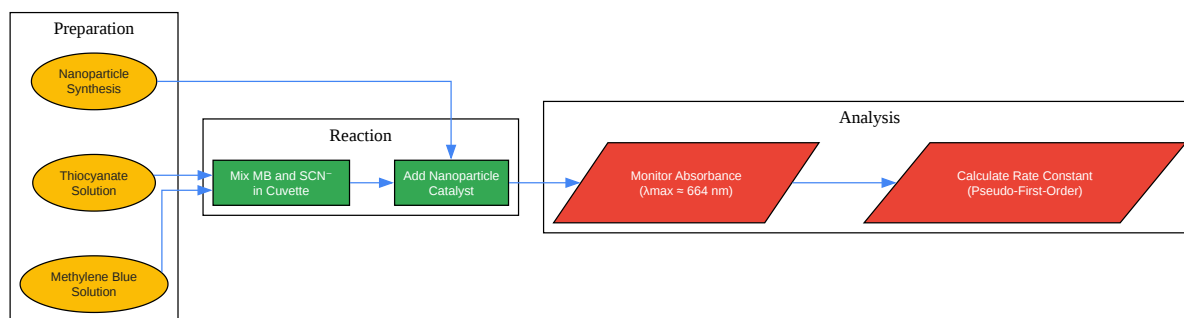 Preparation
Nanoparticle
Synthesis
Thiocyanate
Solution
Methylene Blue
Solution
Reaction
Mix MB and SCN⁻
in Cuvette
Add Nanoparticle
Catalyst
Analysis
Monitor Absorbance
(λmax ≈ 664 nm)
Calculate Rate Constant
(Pseudo-First-Order)